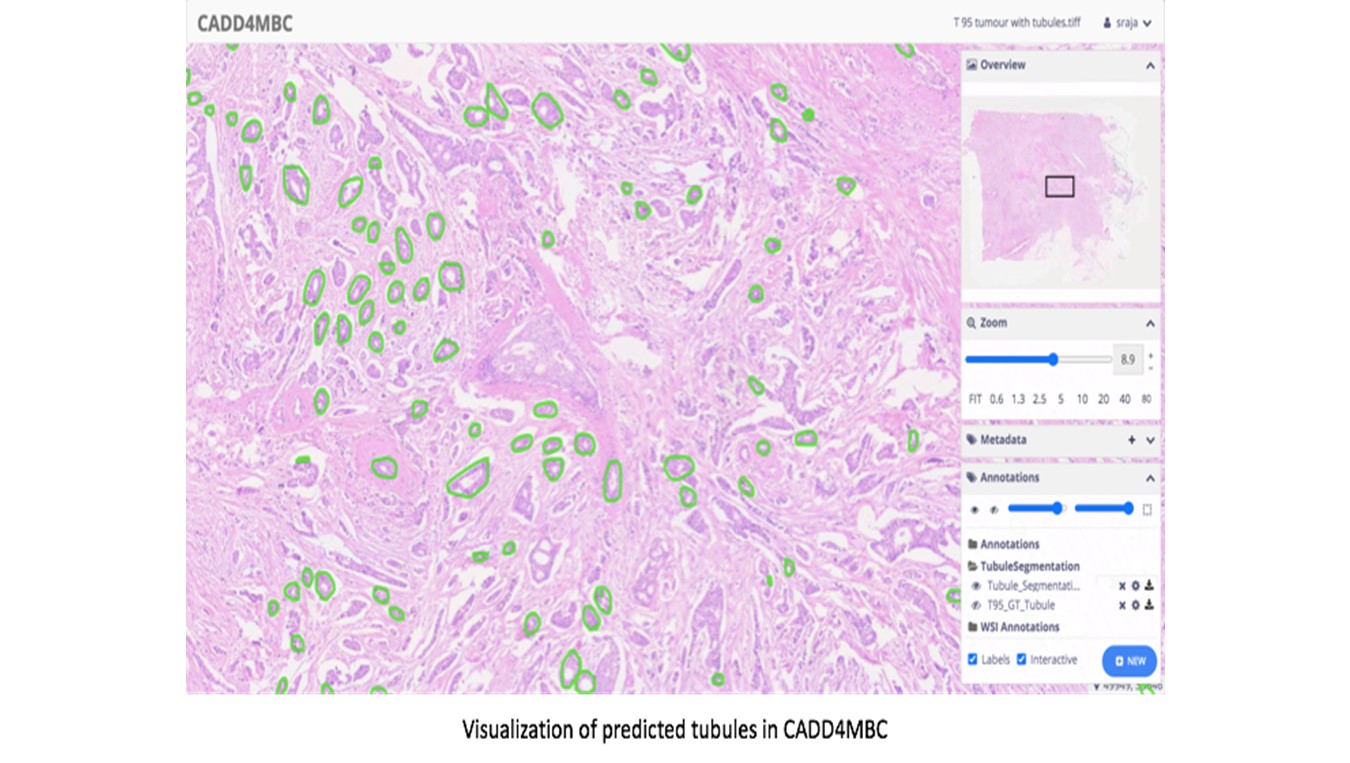 CADD4MBC
T 95 tumour with tubules.tiff
sraja
Overview
Zoom
8.9
FIT 0.6 1.3 2.5 5 10 20 40 80
Metadata
Annotations
Annotations
TubuleSegmentation
Tubule_Segmentati...
T95_GT_Tubule
WSI Annotations
Labels Interactive
NEW
Visualization of predicted tubules in CADD4MBC